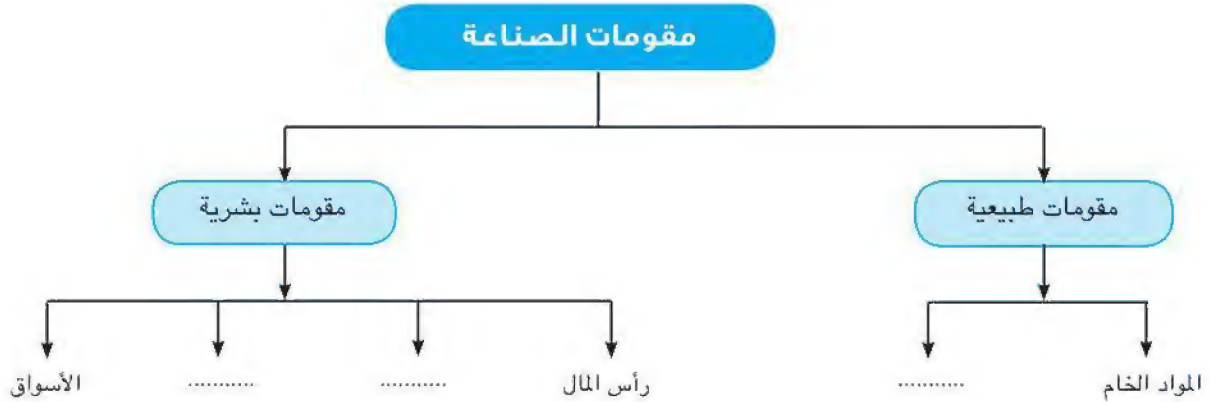 مقومات الصناعة
مقومات طبيعية
مقومات بشرية
المواد الخام
...........
رأس المال
...........
...........
الأسواق